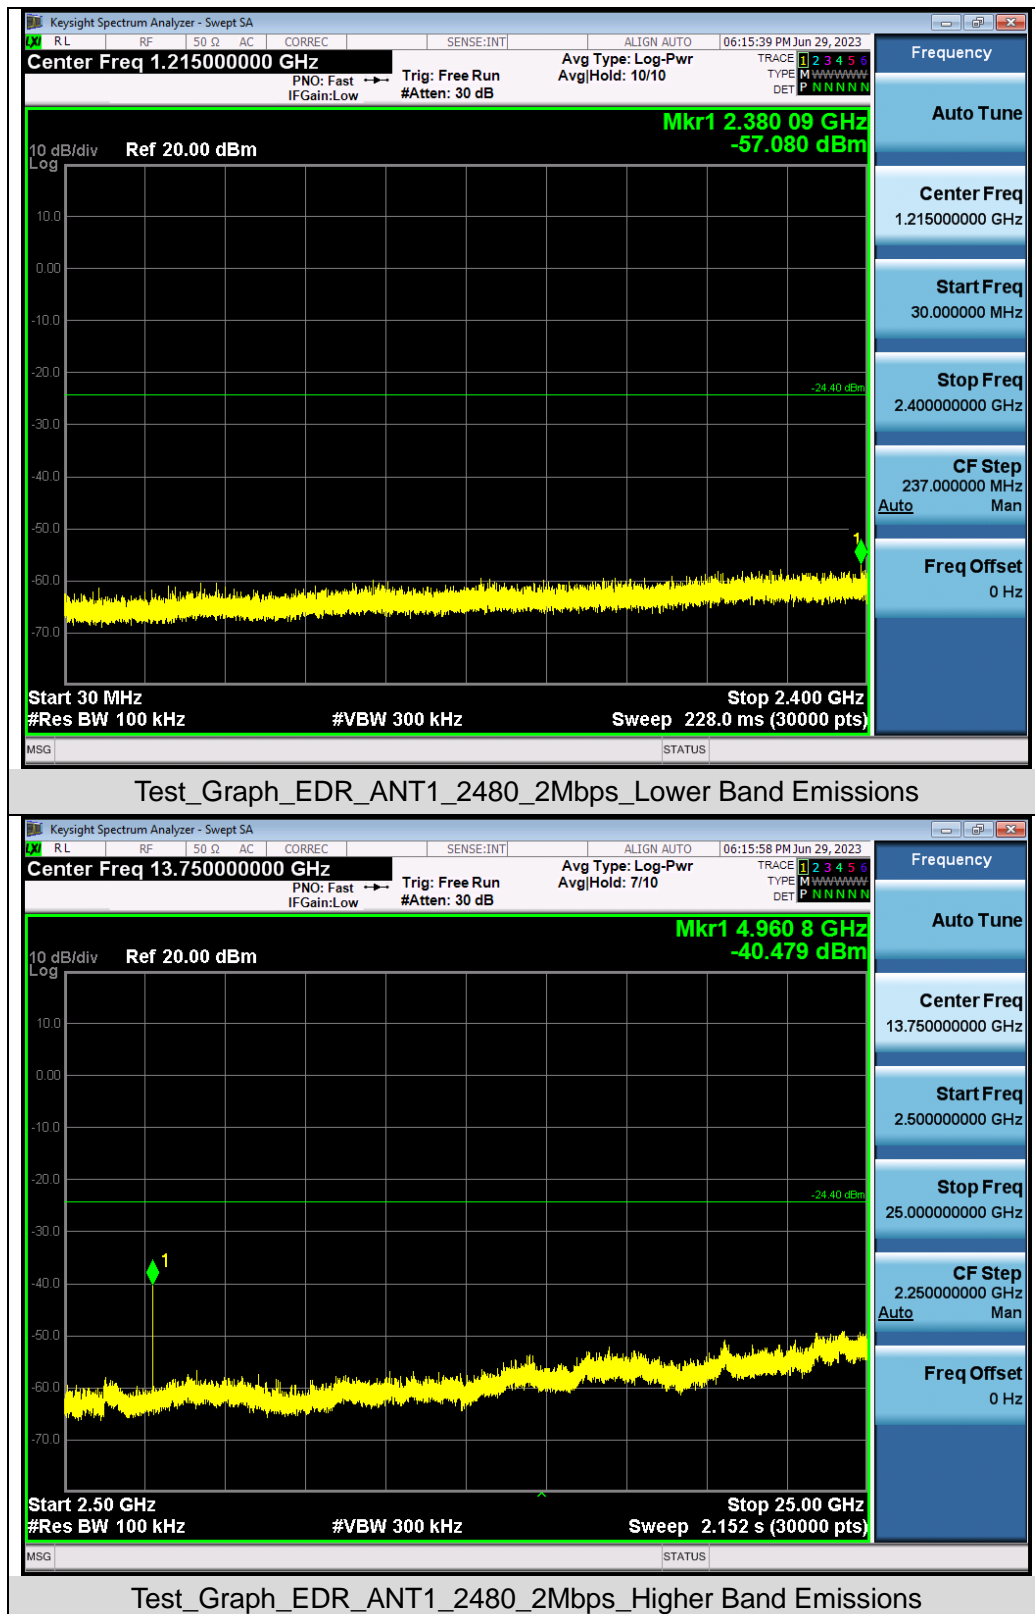 Keysight Spectrum Analyzer - Swept SA
LXI RL RF 50 Ω AC CORREC SENSE:INT ALIGN AUTO 06:15:39 PM Jun 29, 2023
Center Freq 1.215000000 GHz
PNO: Fast
IFGain:Low
Trig: Free Run
#Atten: 30 dB
Avg Type: Log-Pwr
Avg|Hold: 10/10
TRACE 1 2 3 4 5 6
TYPE M WWWWW
DET P N N N N N
Mkr1 2.380 09 GHz
-57.080 dBm
10 dB/div Ref 20.00 dBm
Log
10.0
0.00
-10.0
-20.0
-24.40 dBm
-30.0
-40.0
-50.0
1
-60.0
-70.0
Start 30 MHz Stop 2.400 GHz
#Res BW 100 kHz #VBW 300 kHz Sweep 228.0 ms (30000 pts)
MSG STATUS
Frequency
Auto Tune
Center Freq
1.215000000 GHz
Start Freq
30.000000 MHz
Stop Freq
2.400000000 GHz
CF Step
237.000000 MHz
Auto Man
Freq Offset
0 Hz
Test_Graph_EDR_ANT1_2480_2Mbps_Lower Band Emissions
Keysight Spectrum Analyzer - Swept SA
LXI RL RF 50 Ω AC CORREC SENSE:INT ALIGN AUTO 06:15:58 PM Jun 29, 2023
Center Freq 13.750000000 GHz
PNO: Fast
IFGain:Low
Trig: Free Run
#Atten: 30 dB
Avg Type: Log-Pwr
Avg|Hold: 7/10
TRACE 1 2 3 4 5 6
TYPE M WWWWW
DET P N N N N N
Mkr1 4.960 8 GHz
-40.479 dBm
10 dB/div Ref 20.00 dBm
Log
10.0
0.00
-10.0
-20.0
-24.40 dBm
-30.0
1
-40.0
-50.0
-60.0
-70.0
Start 2.50 GHz Stop 25.00 GHz
#Res BW 100 kHz #VBW 300 kHz Sweep 2.152 s (30000 pts)
MSG STATUS
Frequency
Auto Tune
Center Freq
13.750000000 GHz
Start Freq
2.500000000 GHz
Stop Freq
25.000000000 GHz
CF Step
2.250000000 GHz
Auto Man
Freq Offset
0 Hz
Test_Graph_EDR_ANT1_2480_2Mbps_Higher Band Emissions